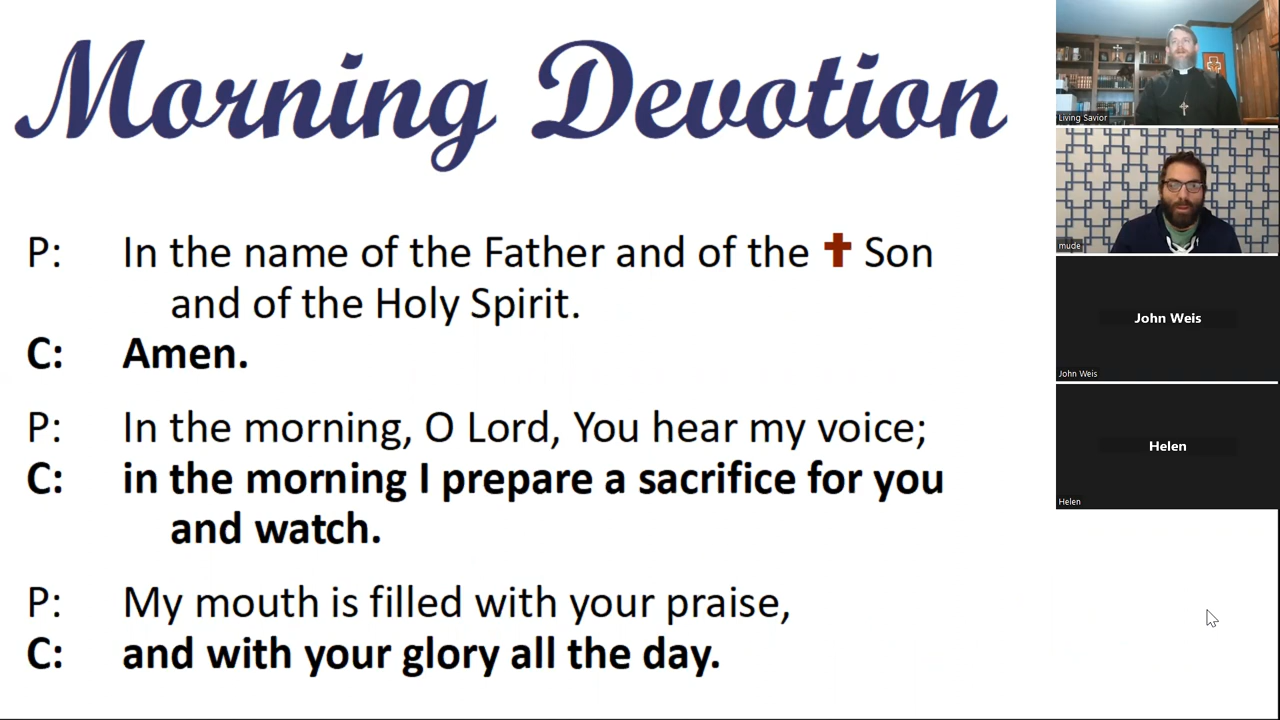 Morning Devotion
P: In the name of the Father and of the ✝ Son
and of the Holy Spirit.
C: Amen.
P: In the morning, O Lord, You hear my voice;
C: in the morning I prepare a sacrifice for you
and watch.
P: My mouth is filled with your praise,
C: and with your glory all the day.
Living Savior
mude
John Weis
John Weis
Helen
Helen